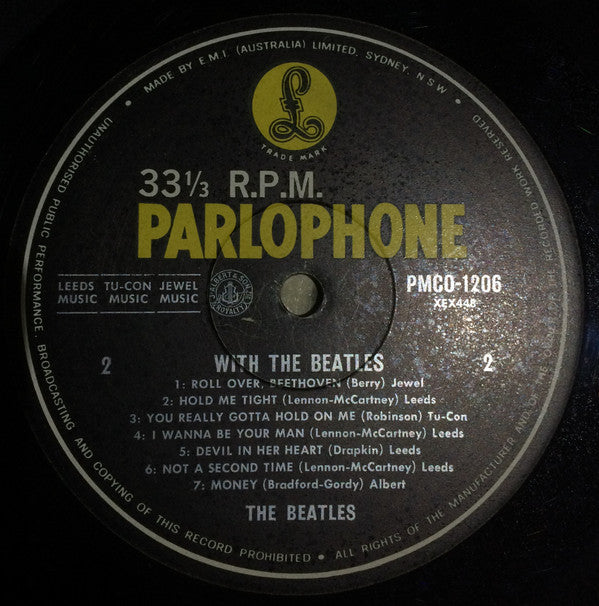 MADE BY E.M.I. (AUSTRALIA) LIMITED. SYDNEY. N S W •
£
TRADE MARK
33⅓ R.P.M.
PARLOPHONE
LEEDS TU-CON JEWEL
MUSIC MUSIC MUSIC
J. ALBERT & SON
ROYALTY
PMCO-1206
XEX448
2
WITH THE BEATLES
2
1: ROLL OVER, BEETHOVEN (Berry) Jewel
2: HOLD ME TIGHT (Lennon-McCartney) Leeds
3: YOU REALLY GOTTA HOLD ON ME (Robinson) Tu-Con
4: I WANNA BE YOUR MAN (Lennon-McCartney) Leeds
5: DEVIL IN HER HEART (Drapkin) Leeds
6: NOT A SECOND TIME (Lennon-McCartney) Leeds
7: MONEY (Bradford-Gordy) Albert
THE BEATLES
UNAUTHORISED PUBLIC PERFORMANCE. BROADCASTING AND COPYING OF THIS RECORD PROHIBITED • ALL RIGHTS OF THE MANUFACTURER AND OF THE RECORDED WORK RESERVED